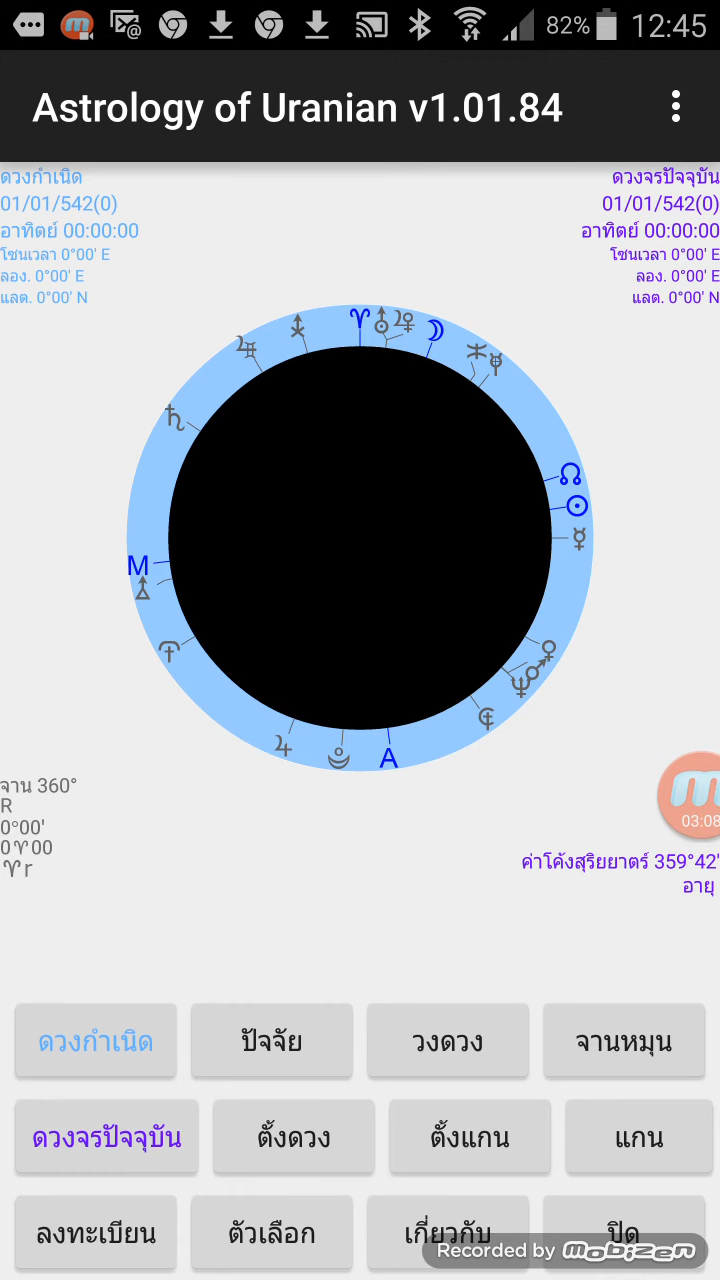 82% 12:45
Astrology of Uranian v1.01.84
ดวงกำเนิด
01/01/542(0)
อาทิตย์ 00:00:00
โซนเวลา 0°00' E
ลอง. 0°00' E
แลต. 0°00' N
ดวงจรปัจจุบัน
01/01/542(0)
อาทิตย์ 00:00:00
โซนเวลา 0°00' E
ลอง. 0°00' E
แลต. 0°00' N
M
A
จาน 360°
R
0°00'
0♈00
♈r
03:08
ค่าโค้งสุริยยาตร์ 359°42'
อายุ
ดวงกำเนิด ปัจจัย วงดวง จานหมุน
ดวงจรปัจจุบัน ตั้งดวง ตั้งแกน แกน
ลงทะเบียน ตัวเลือก เกี่ยวกับ ปิด
Recorded by mobizen